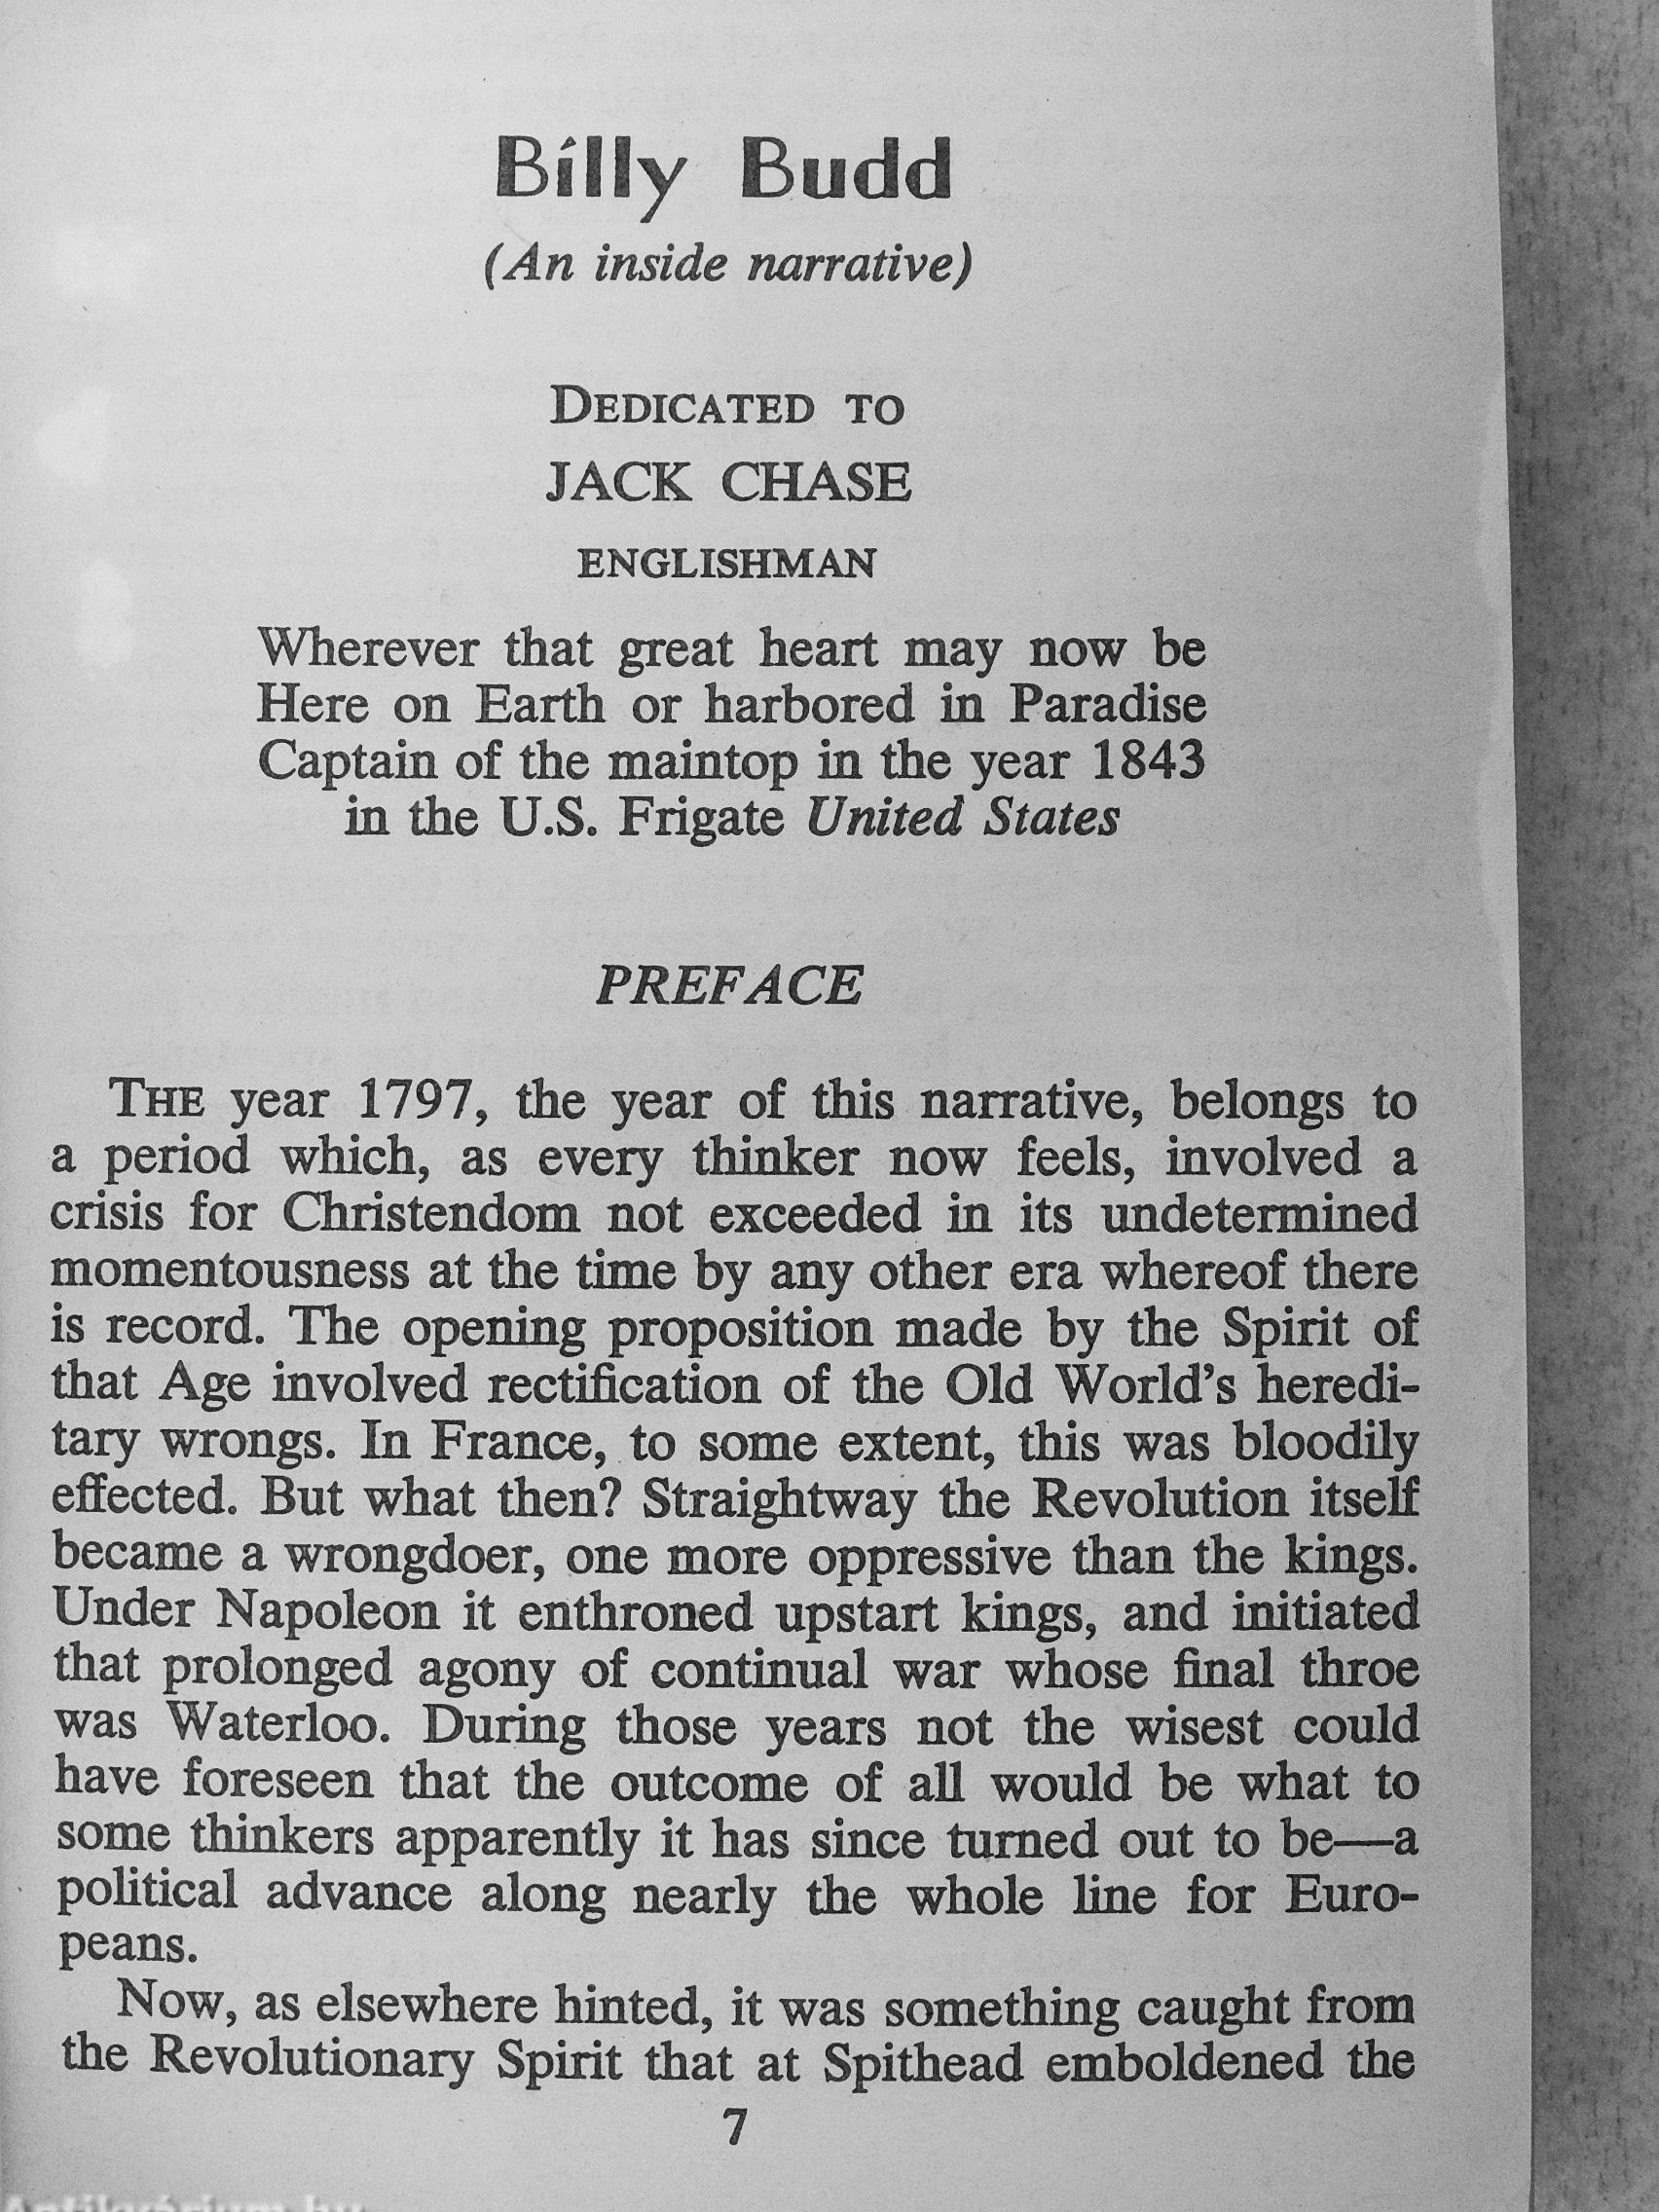 Billy Budd
(An inside narrative)
DEDICATED TO
JACK CHASE
ENGLISHMAN
Wherever that great heart may now be
Here on Earth or harbored in Paradise
Captain of the maintop in the year 1843
in the U.S. Frigate United States
PREFACE
THE year 1797, the year of this narrative, belongs to
a period which, as every thinker now feels, involved a
crisis for Christendom not exceeded in its undetermined
momentousness at the time by any other era whereof there
is record. The opening proposition made by the Spirit of
that Age involved rectification of the Old World's heredi-
tary wrongs. In France, to some extent, this was bloodily
effected. But what then? Straightway the Revolution itself
became a wrongdoer, one more oppressive than the kings.
Under Napoleon it enthroned upstart kings, and initiated
that prolonged agony of continual war whose final throe
was Waterloo. During those years not the wisest could
have foreseen that the outcome of all would be what to
some thinkers apparently it has since turned out to be—a
political advance along nearly the whole line for Euro-
peans.
Now, as elsewhere hinted, it was something caught from
the Revolutionary Spirit that at Spithead emboldened the
7